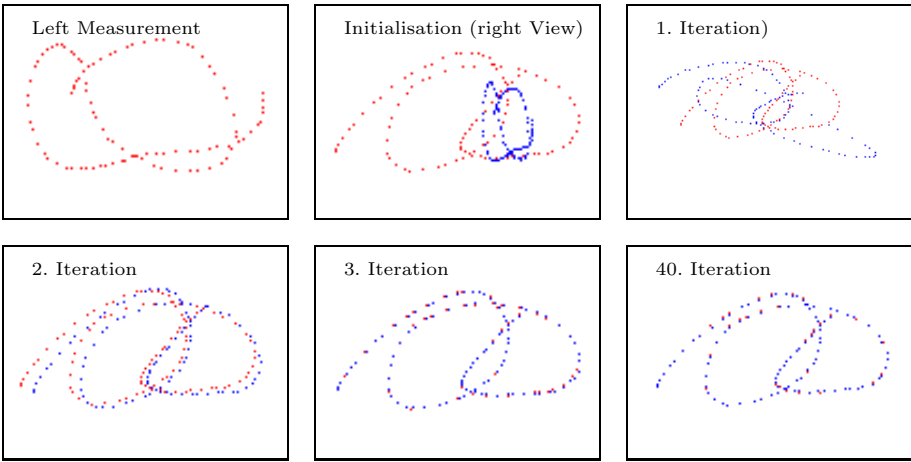 Left Measurement
Initialisation (right View)
1. Iteration)
2. Iteration
3. Iteration
40. Iteration